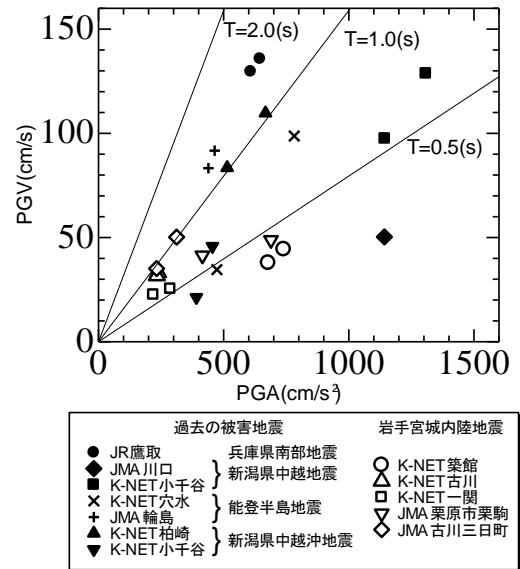 150
100
50
0
PGV(cm/s)
T=2.0(s)
T=1.0(s)
T=0.5(s)
0 500 1000 1500
PGA(cm/s²)
過去の被害地震 岩手宮城内陸地震
JR鷹取 兵庫県南部地震
JMA川口 新潟県中越地震
K-NET小千谷
K-NET穴水 能登半島地震
JMA輪島
K-NET柏崎 新潟県中越沖地震
K-NET小千谷
K-NET築館
K-NET古川
K-NET一関
JMA栗原市栗駒
JMA古川三日町